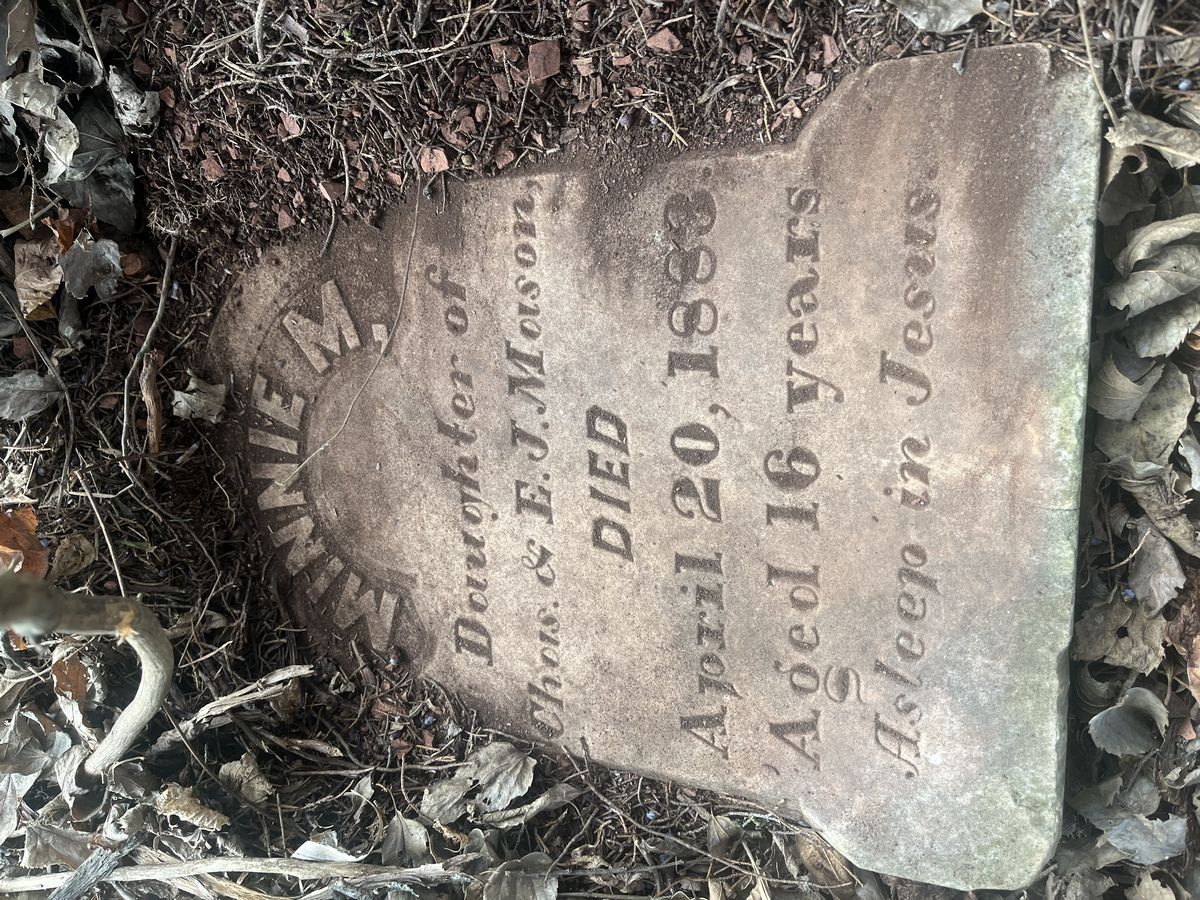 MINNIE M.
Daughter of
Chas. & E. J. Mason,
DIED
April 20, 1883.
Aged 16 years
Asleep in Jesus.